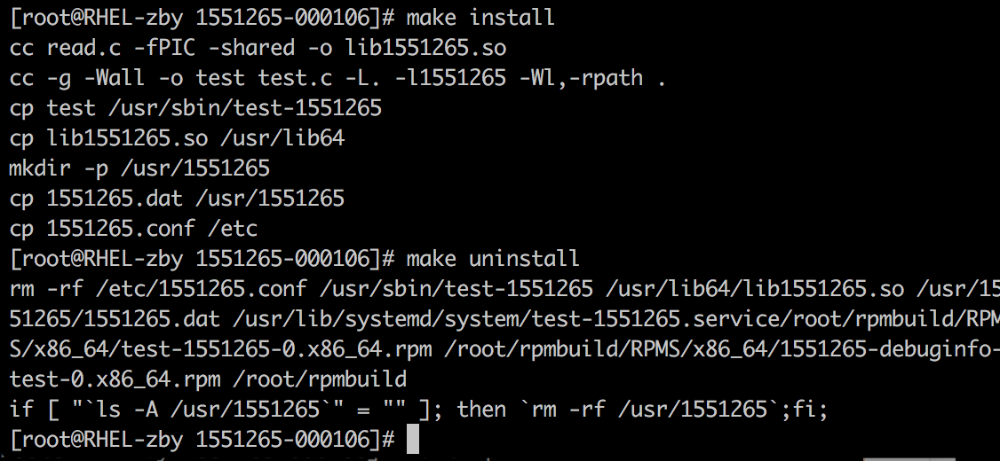 [root@RHEL-zby 1551265-000106]# make install
cc read.c -fPIC -shared -o lib1551265.so
cc -g -Wall -o test test.c -L. -l1551265 -Wl,-rpath .
cp test /usr/sbin/test-1551265
cp lib1551265.so /usr/lib64
mkdir -p /usr/1551265
cp 1551265.dat /usr/1551265
cp 1551265.conf /etc
[root@RHEL-zby 1551265-000106]# make uninstall
rm -rf /etc/1551265.conf /usr/sbin/test-1551265 /usr/lib64/lib1551265.so /usr/15
51265/1551265.dat /usr/lib/systemd/system/test-1551265.service/root/rpmbuild/RPM
S/x86_64/test-1551265-0.x86_64.rpm /root/rpmbuild/RPMS/x86_64/1551265-debuginfo-
test-0.x86_64.rpm /root/rpmbuild
if [ "`ls -A /usr/1551265`" = "" ]; then `rm -rf /usr/1551265`;fi;
[root@RHEL-zby 1551265-000106]#